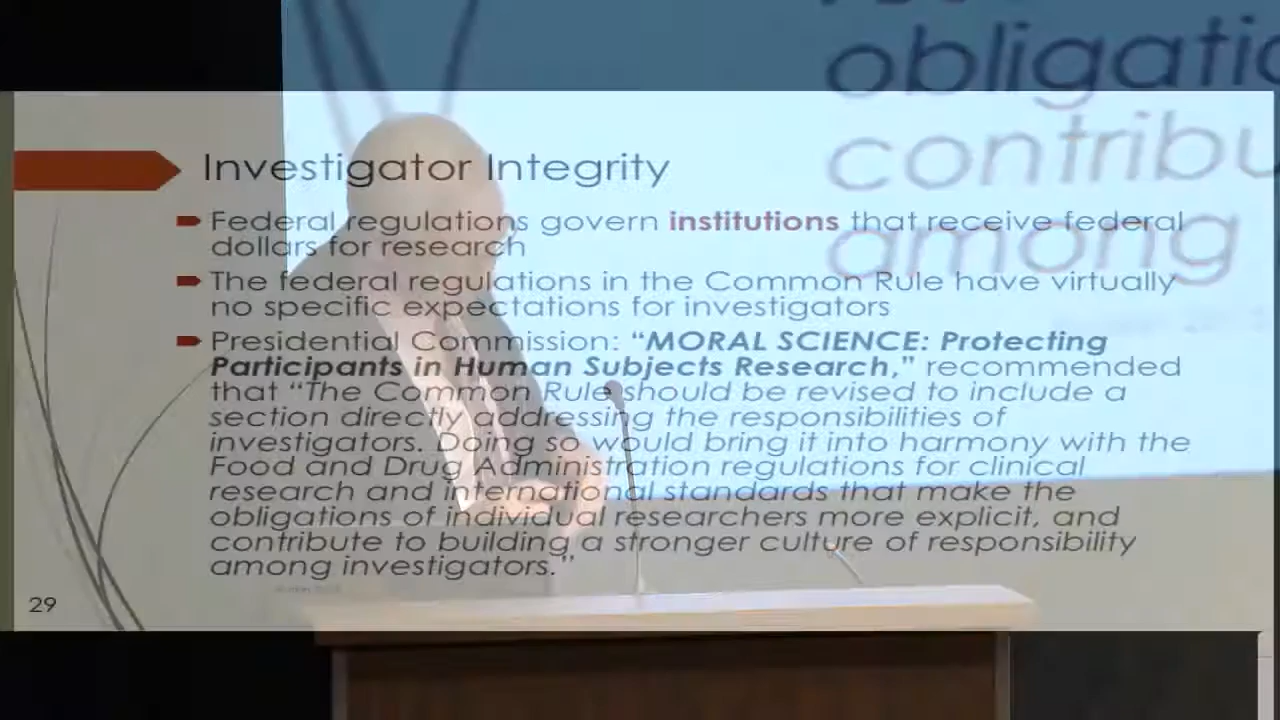 obligatio
contribu
among
Investigator Integrity
Federal regulations govern institutions that receive federal
dollars for research
The federal regulations in the Common Rule have virtually
no specific expectations for investigators
Presidential Commission: “MORAL SCIENCE: Protecting
Participants in Human Subjects Research,” recommended
that “The Common Rule should be revised to include a
section directly addressing the responsibilities of
investigators. Doing so would bring it into harmony with the
Food and Drug Administration regulations for clinical
research and international standards that make the
obligations of individual researchers more explicit, and
contribute to building a stronger culture of responsibility
among investigators.”
29